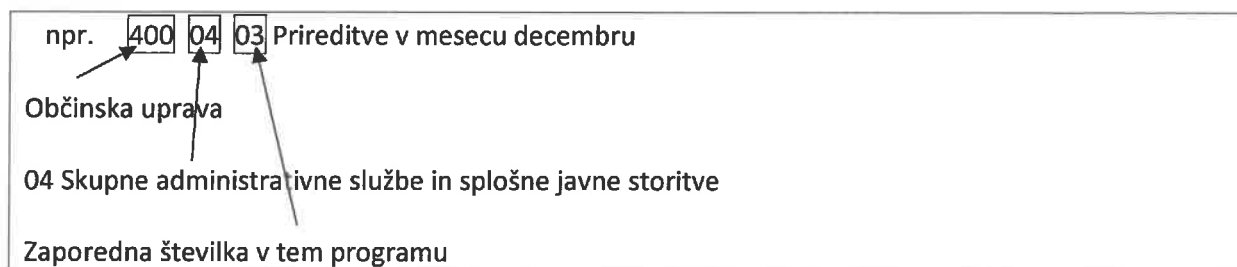 npr. 400 04 03 Prireditve v mesecu decembru
Občinska uprava
04 Skupne administrativne službe in splošne javne storitve
Zaporedna številka v tem programu